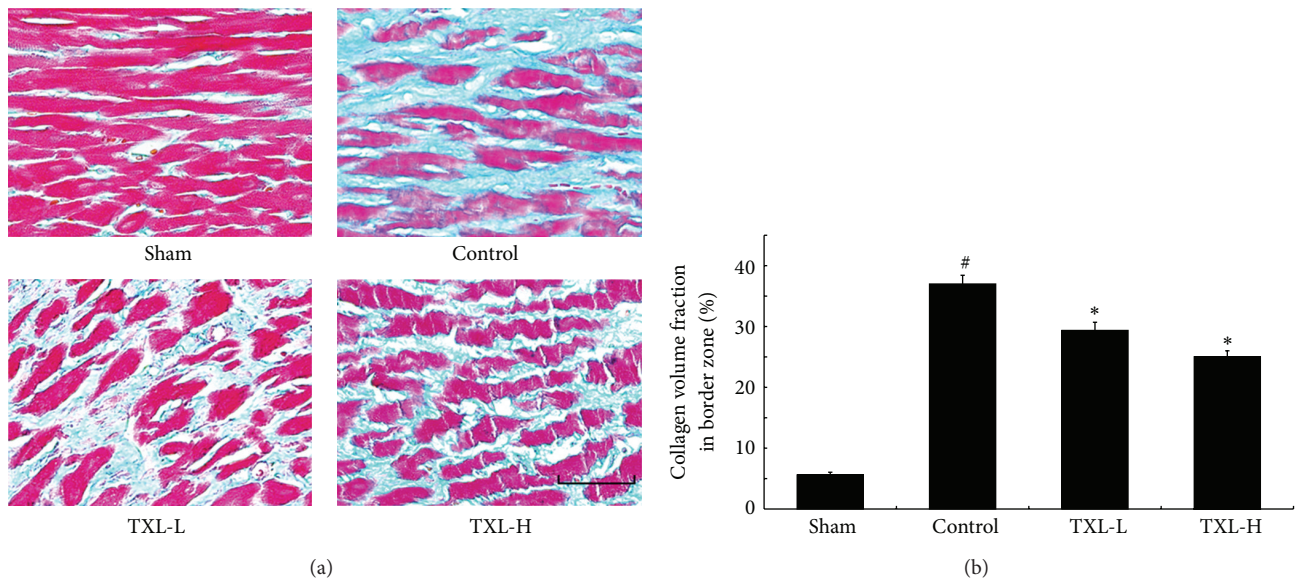 Sham
Control
TXL-L
TXL-H
(a)
Collagen volume fraction
in border zone (%)
40
30
20
10
0
#
*
*
Sham
Control
TXL-L
TXL-H
(b)